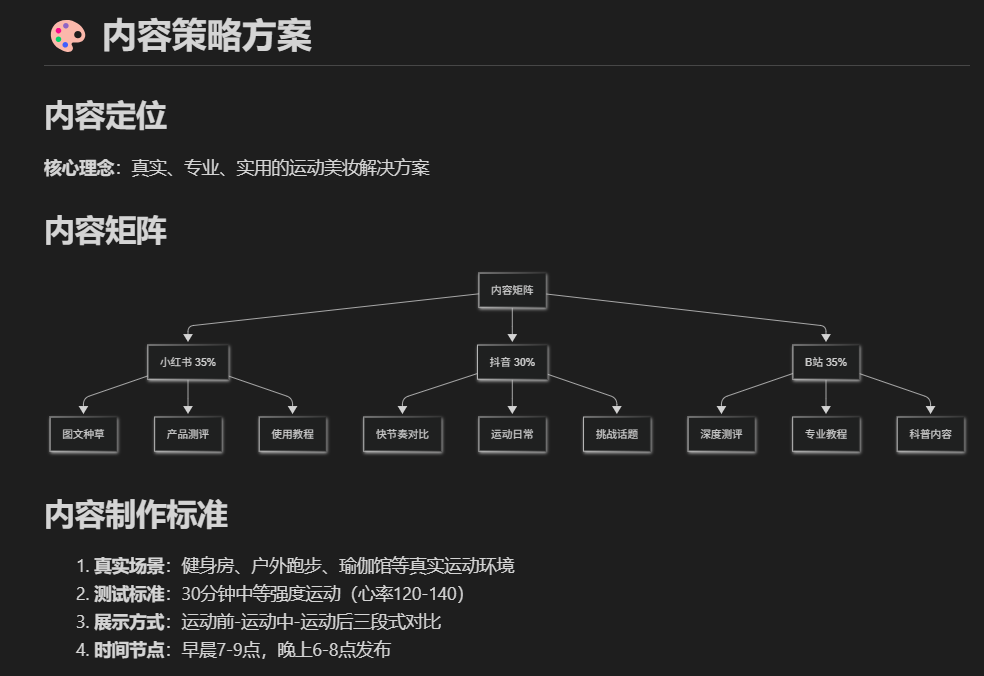 内容策略方案
内容定位
核心理念：真实、专业、实用的运动美妆解决方案
内容矩阵
内容矩阵
小红书 35%
抖音 30%
B站 35%
图文种草
产品测评
使用教程
快节奏对比
运动日常
挑战话题
深度测评
专业教程
科普内容
内容制作标准
1. 真实场景：健身房、户外跑步、瑜伽馆等真实运动环境
2. 测试标准：30分钟中等强度运动（心率120-140）
3. 展示方式：运动前-运动中-运动后三段式对比
4. 时间节点：早晨7-9点，晚上6-8点发布